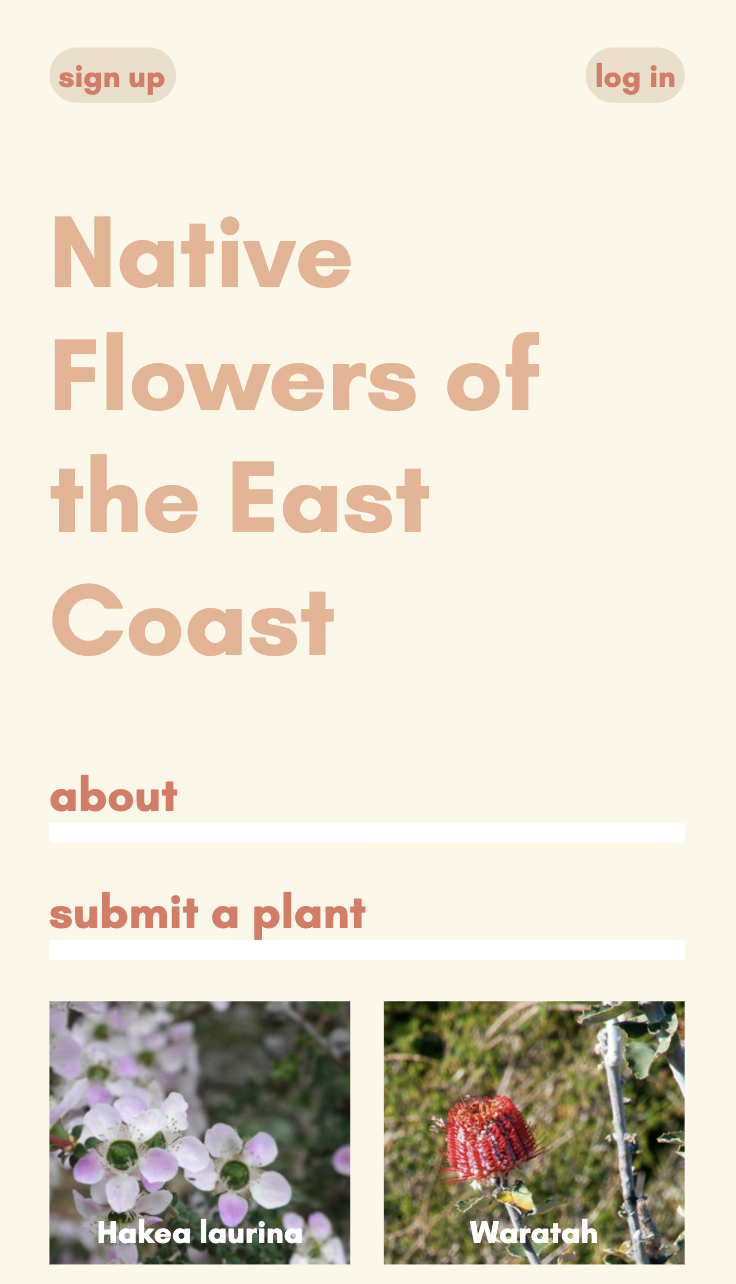 sign up
log in
Native
Flowers of
the East
Coast
about
submit a plant
Hakea laurina
Waratah